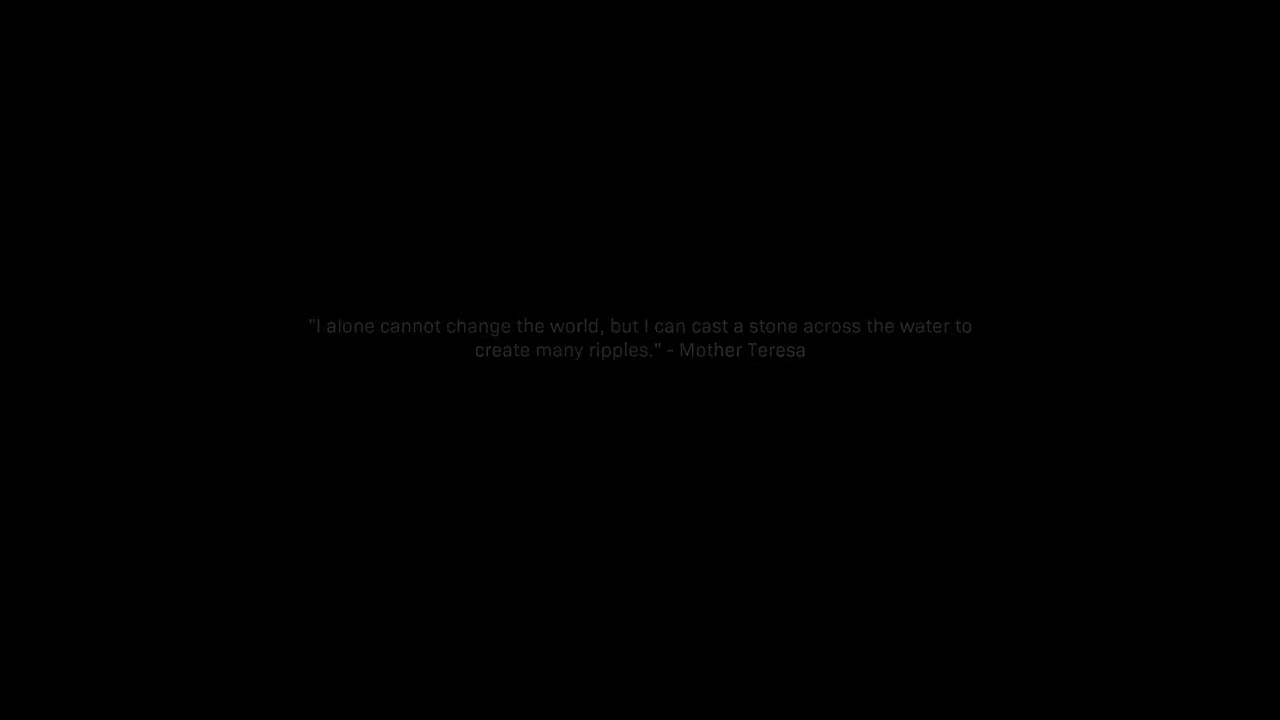 "I alone cannot change the world, but I can cast a stone across the water to
create many ripples." - Mother Teresa